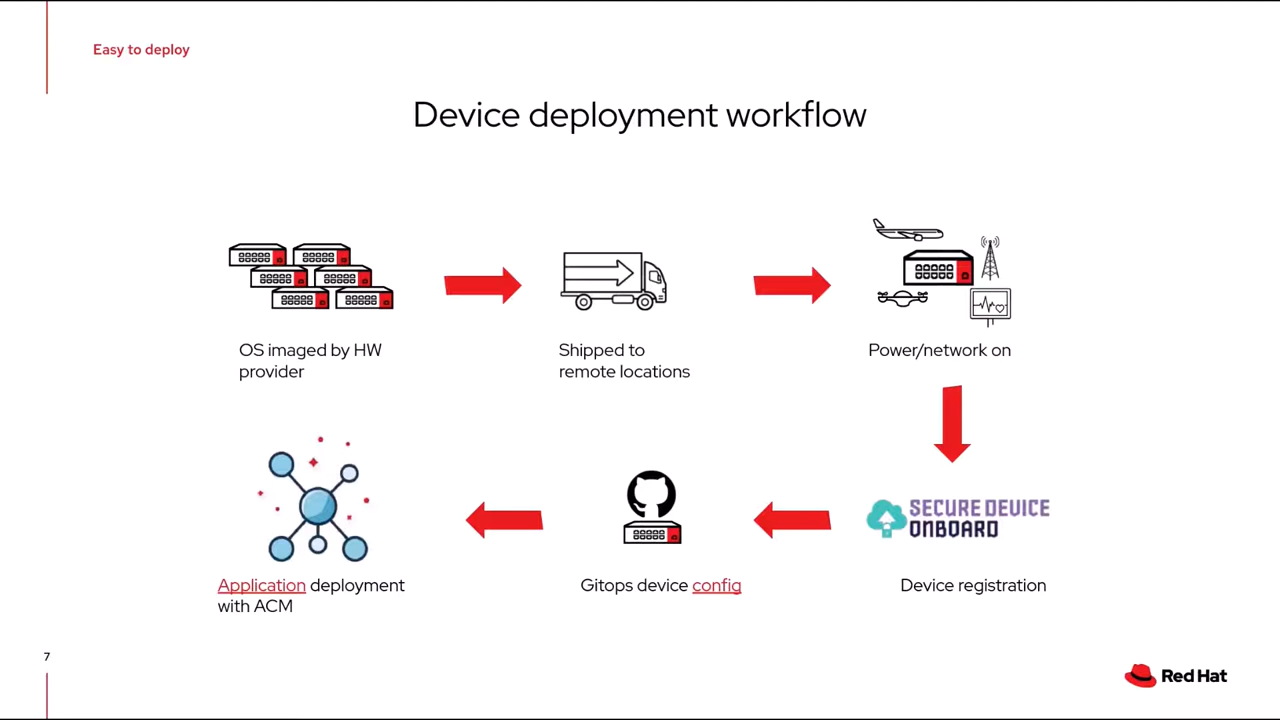 Easy to deploy
Device deployment workflow
OS imaged by HW
provider
Shipped to
remote locations
Power/network on
SECURE DEVICE
ONBOARD
Device registration
Gitops device config
Application deployment
with ACM
7
Red Hat